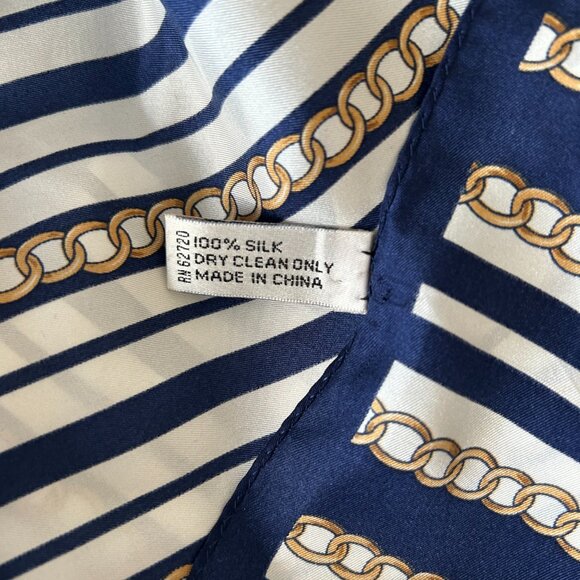 RN 62720
100% SILK
DRY CLEAN ONLY
MADE IN CHINA